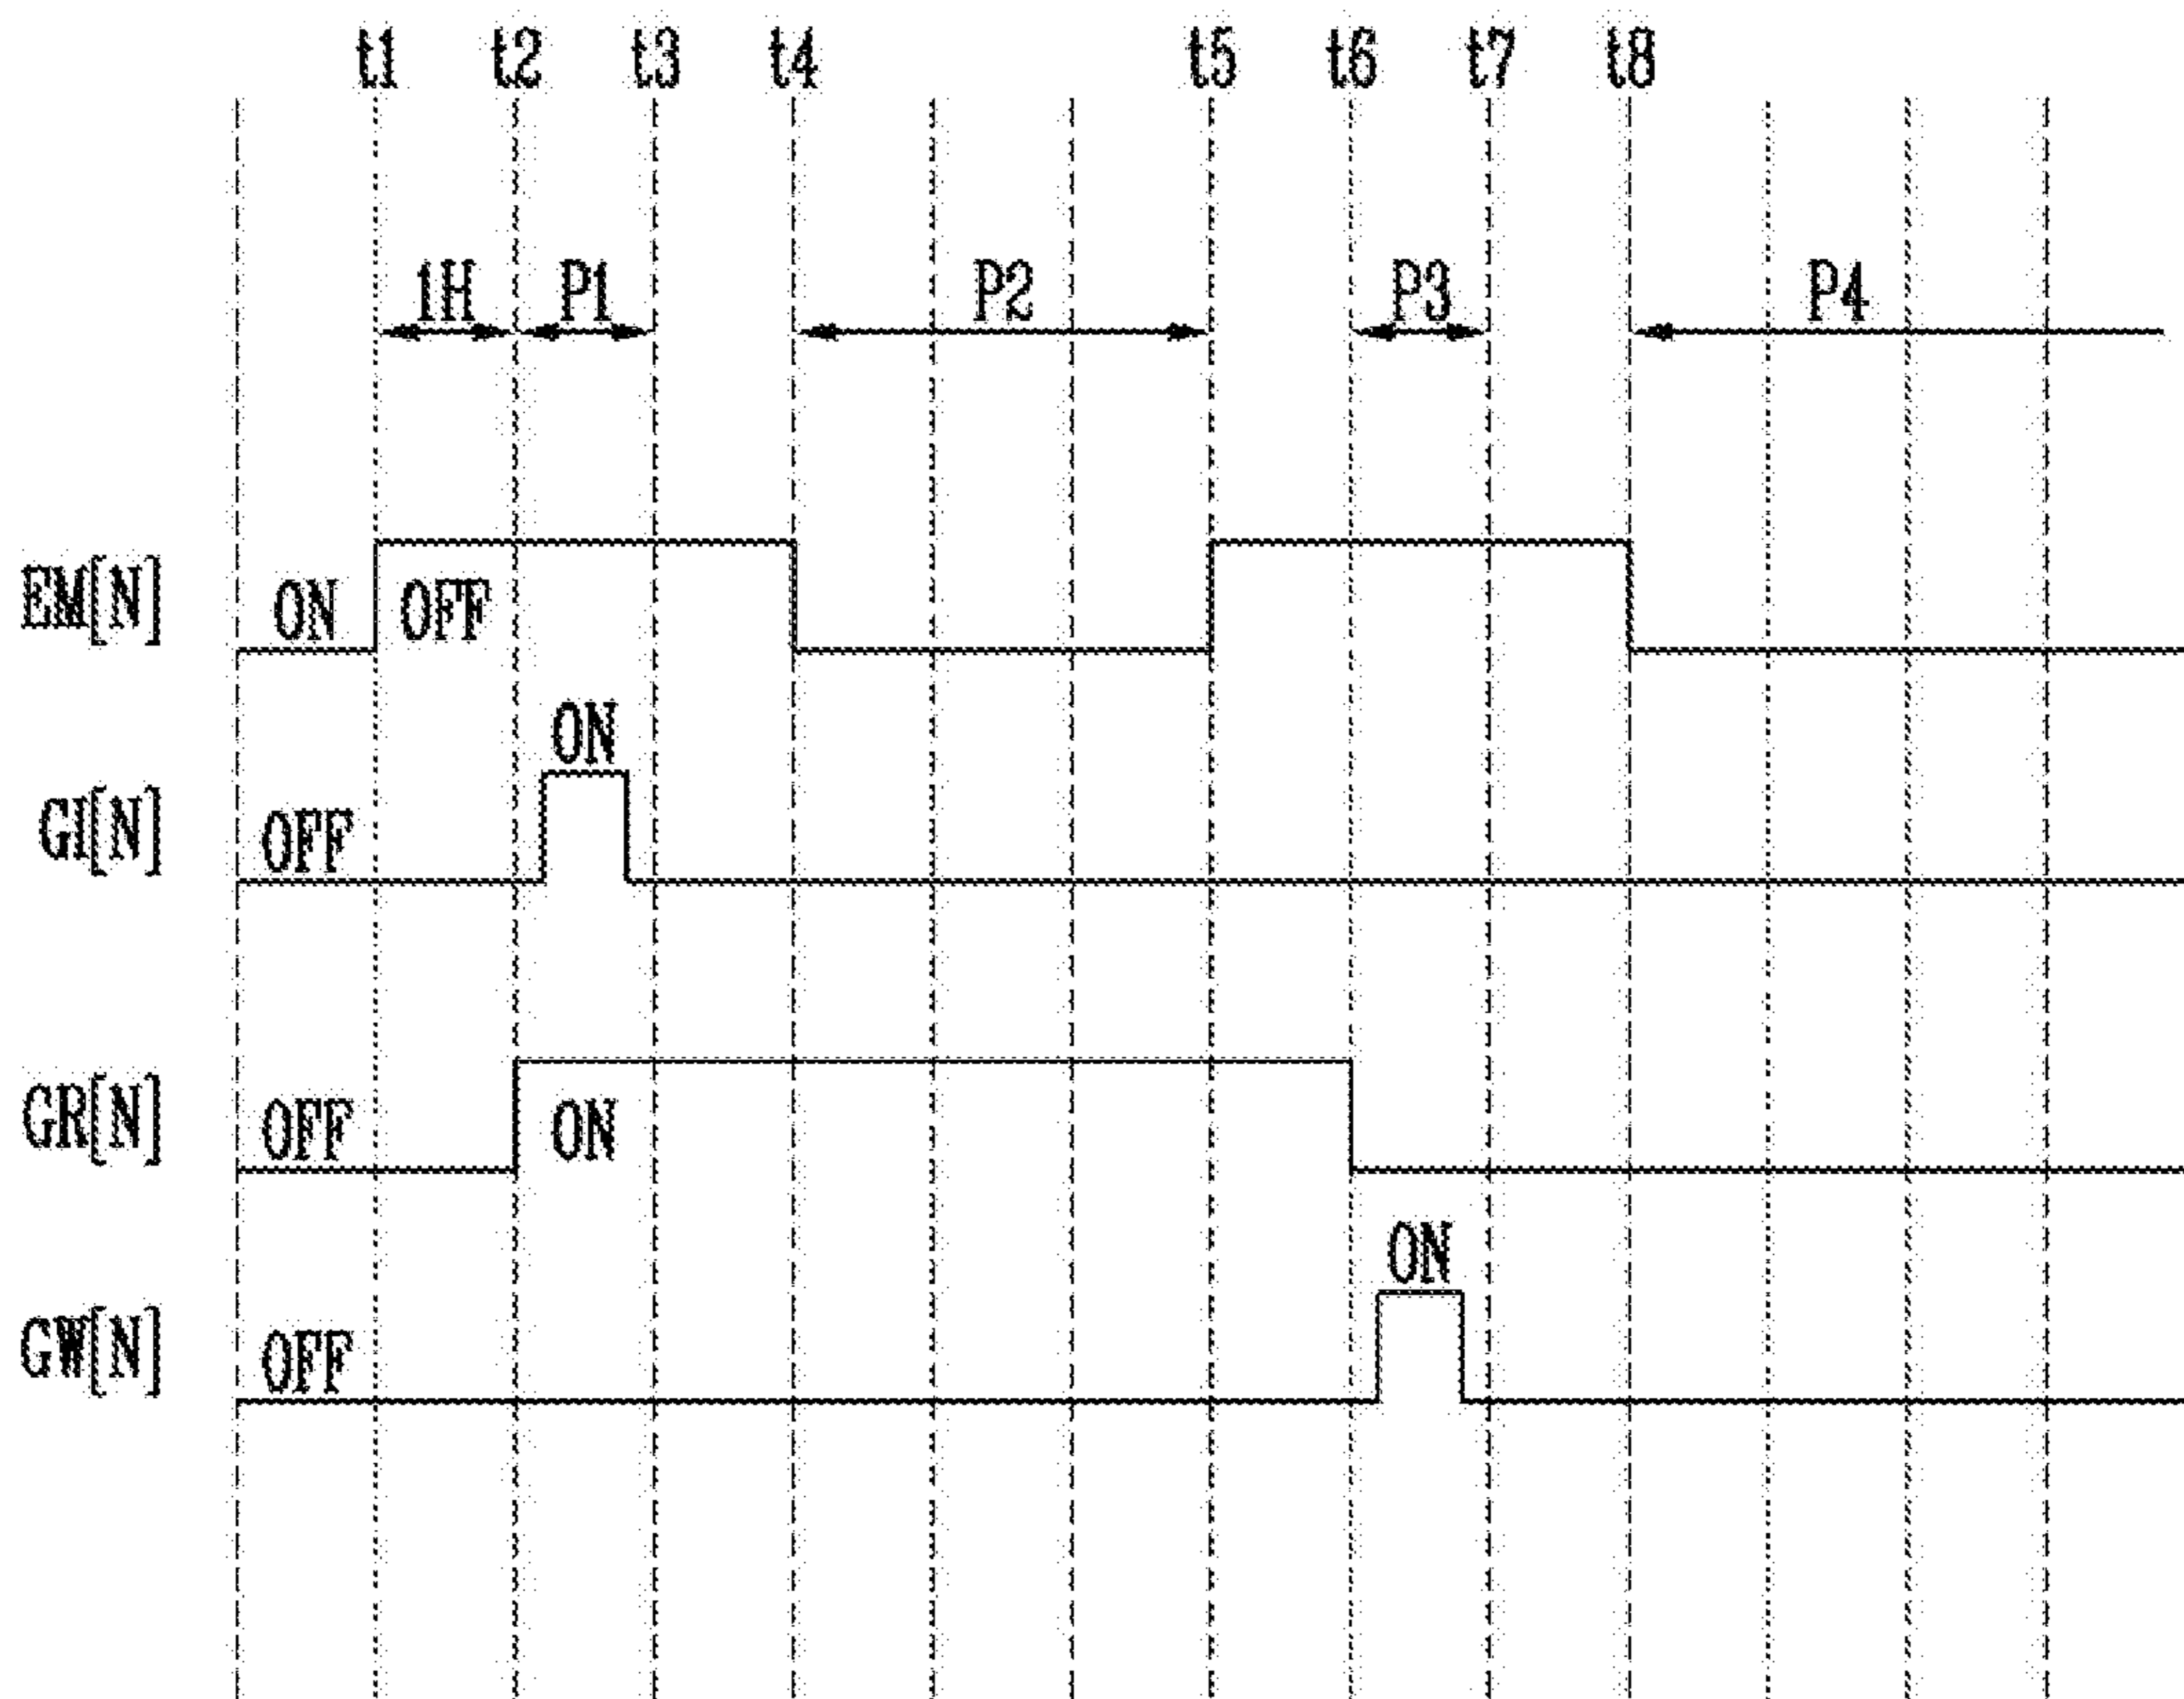 t1 t2 t3 t4 t5 t6 t7 t8
1H P1 P2 P3 P4
EM[N] ON OFF
ON
GI[N] OFF
GR[N] OFF ON
ON
GW[N] OFF